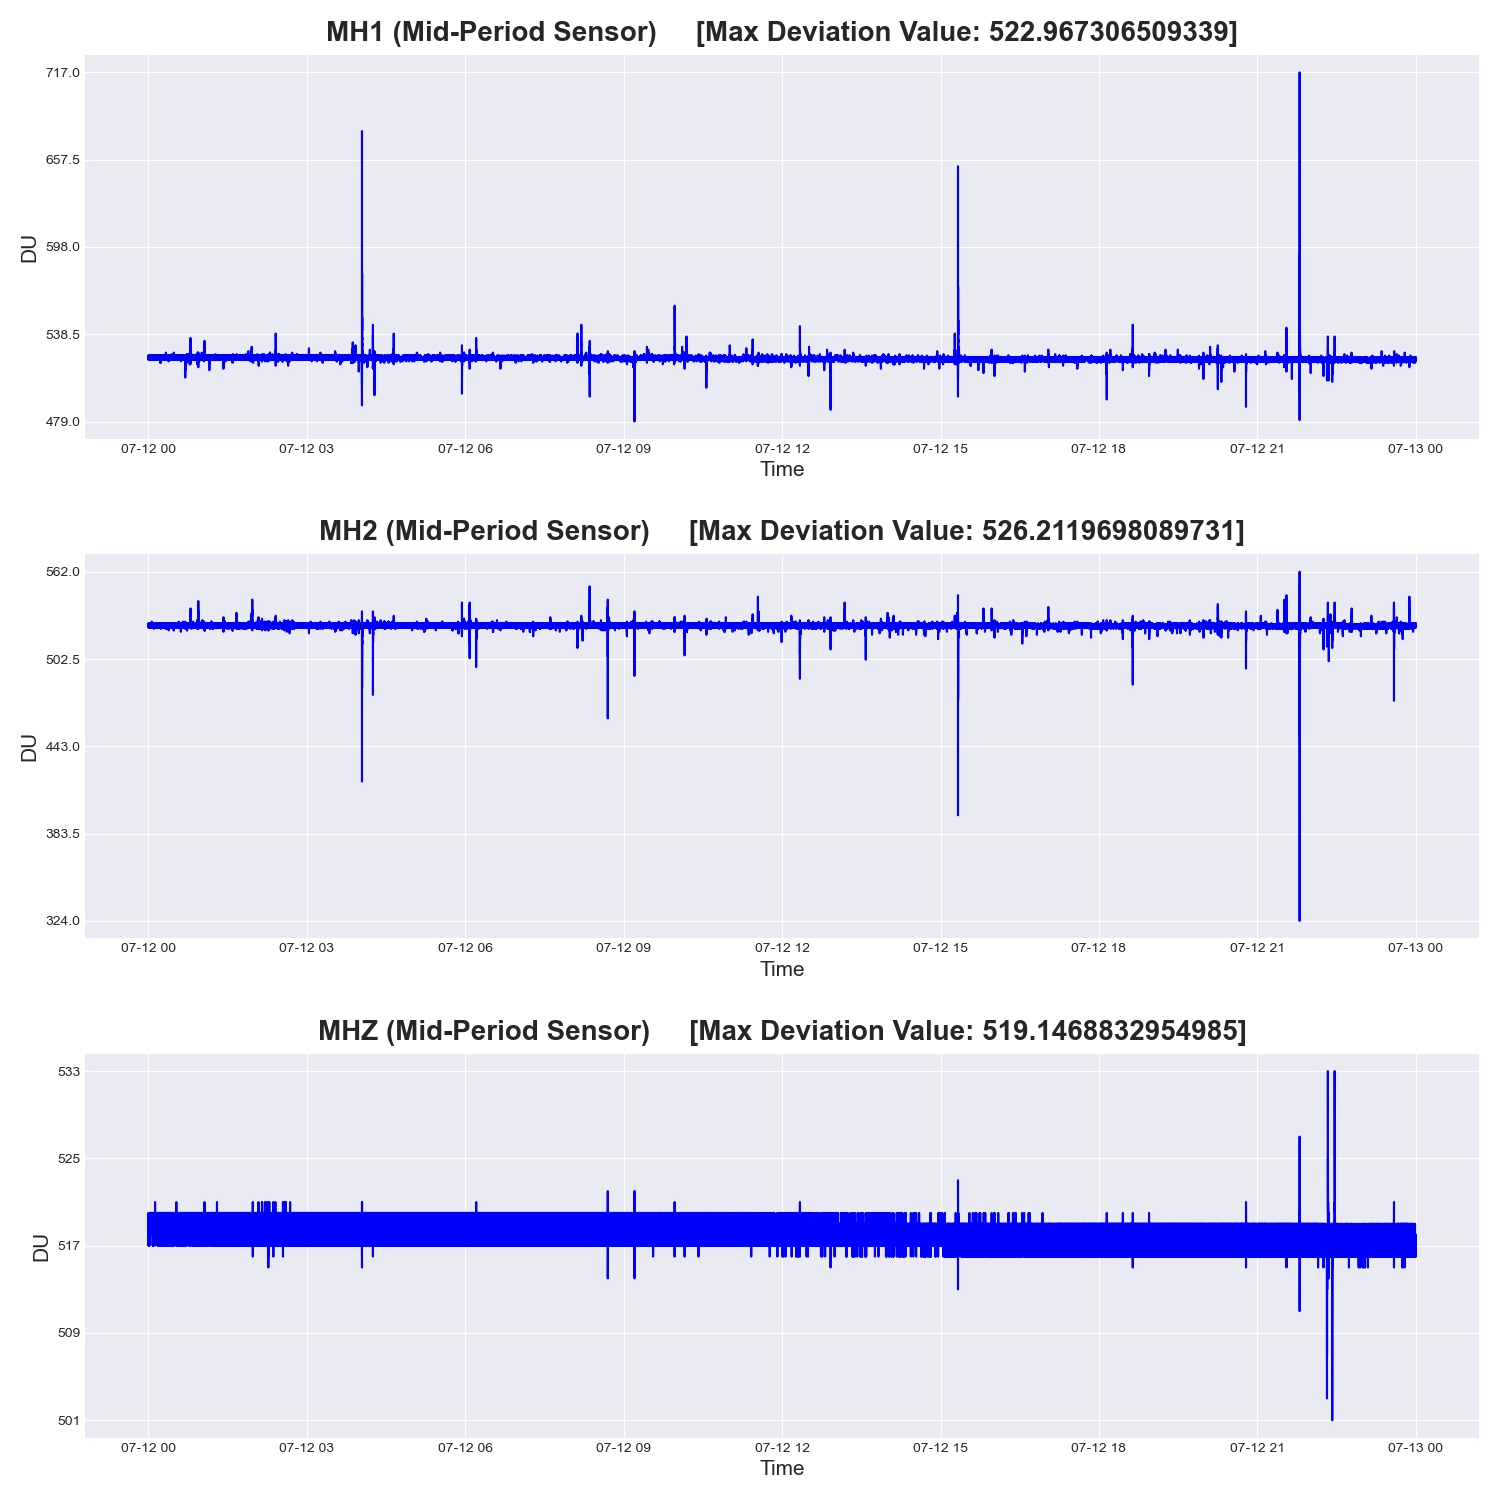 MH1 (Mid-Period Sensor) [Max Deviation Value: 522.967306509339]
717.0
657.5
598.0
538.5
479.0
DU
07-12 00 07-12 03 07-12 06 07-12 09 07-12 12 07-12 15 07-12 18 07-12 21 07-13 00
Time
MH2 (Mid-Period Sensor) [Max Deviation Value: 526.2119698089731]
562.0
502.5
443.0
383.5
324.0
DU
07-12 00 07-12 03 07-12 06 07-12 09 07-12 12 07-12 15 07-12 18 07-12 21 07-13 00
Time
MHZ (Mid-Period Sensor) [Max Deviation Value: 519.1468832954985]
533
525
517
509
501
DU
07-12 00 07-12 03 07-12 06 07-12 09 07-12 12 07-12 15 07-12 18 07-12 21 07-13 00
Time